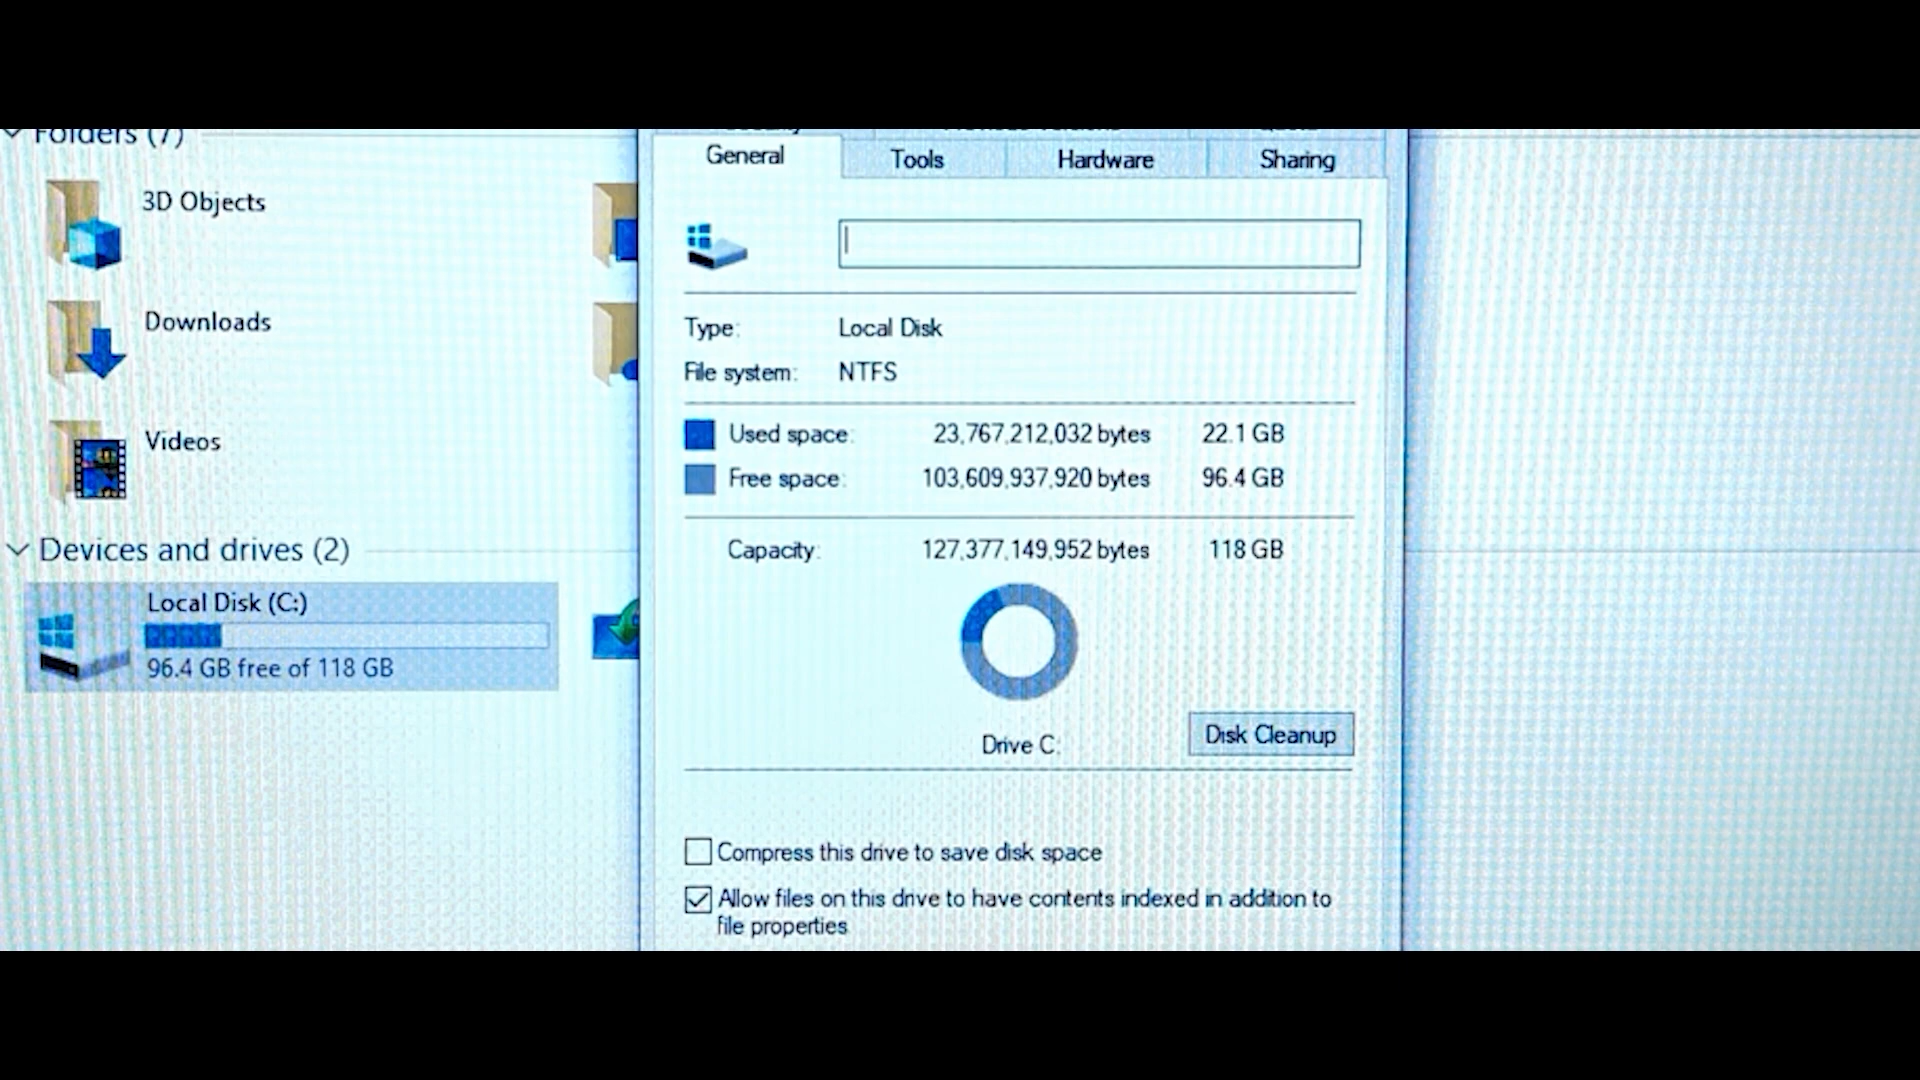 Folders (7)
3D Objects
Downloads
Videos
Devices and drives (2)
Local Disk (C:)
96.4 GB free of 118 GB
General Tools Hardware Sharing
Type: Local Disk
File system: NTFS
Used space: 23,767,212,032 bytes 22.1 GB
Free space: 103,609,937,920 bytes 96.4 GB
Capacity: 127,377,149,952 bytes 118 GB
Drive C:
Disk Cleanup
Compress this drive to save disk space
Allow files on this drive to have contents indexed in addition to
file properties